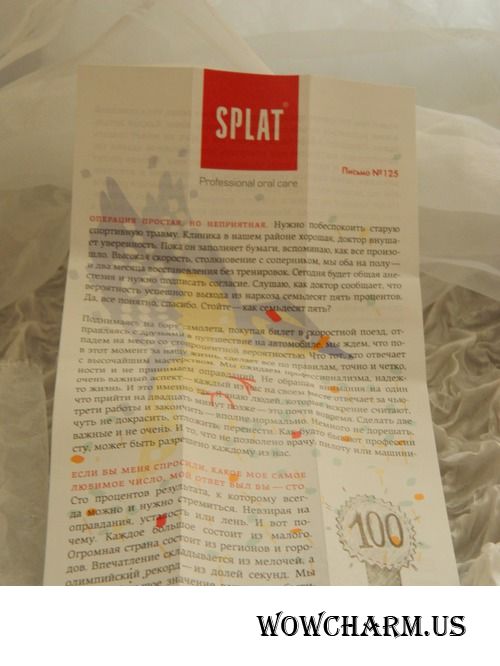 SPLAT
Professional oral care
Письмо №125
ОПЕРАЦИЯ ПРОСТАЯ, НО НЕПРИЯТНАЯ. Нужно побеспокоить старую
спортивную травму. Клиника в нашем районе хорошая, доктор внуша-
ет уверенность. Пока он заполняет бумаги, вспоминаю, как все произо-
шло. Высокая скорость, столкновение с соперником, мы оба на полу —
и два месяца восстановления без тренировок. Сегодня будет общая ане-
стезия и нужно подписать согласие. Слушаю, как доктор сообщает, что
вероятность успешного выхода из наркоза семьдесят пять процентов.
Да, все понятно, спасибо. Стойте — как семьдесят пять?
Поднимаясь на борт самолета, покупая билет в скоростной поезд, от-
правляясь с друзьями в путешествие на автомобиле, мы ждем, что по-
падем на место со стопроцентной вероятностью. Что тот, кто отвечает
в этот момент за нашу жизнь, сделает все по правилам, точно и четко,
с высочайшим мастерством. Мы ожидаем профессионализма, надеж-
ности и не принимаем оправданий. Не обращая внимания на один
очень важный аспект — каждый из нас на своем месте отвечает за чью-
то жизнь. И это именно так. Знаю людей, которые искренне считают,
что прийти на двадцать минут позже — это почти вовремя. Сделать две
трети работы и закончить — вполне нормально. Немного не дорешать,
чуть не докрасить, отложить, перенести. Как будто бывают профессии
важные и не очень. И то, что не позволено врачу, пилоту или машини-
сту, может быть разрешено каждому из нас.
ЕСЛИ БЫ МЕНЯ СПРОСИЛИ, КАКОЕ МОЕ САМОЕ
ЛЮБИМОЕ ЧИСЛО, МОЙ ОТВЕТ БЫЛ БЫ — СТО.
Сто процентов результата, к которому всег-
да можно и нужно стремиться. Невзирая на
оправдания, усталость или лень. И вот по-
чему. Каждое большое состоит из малого.
Огромная страна состоит из регионов и горо-
дов. Впечатление складывается из мелочей, а
олимпийский рекорд — из долей секунд. Мы
значение
100
WOWCHARM.US